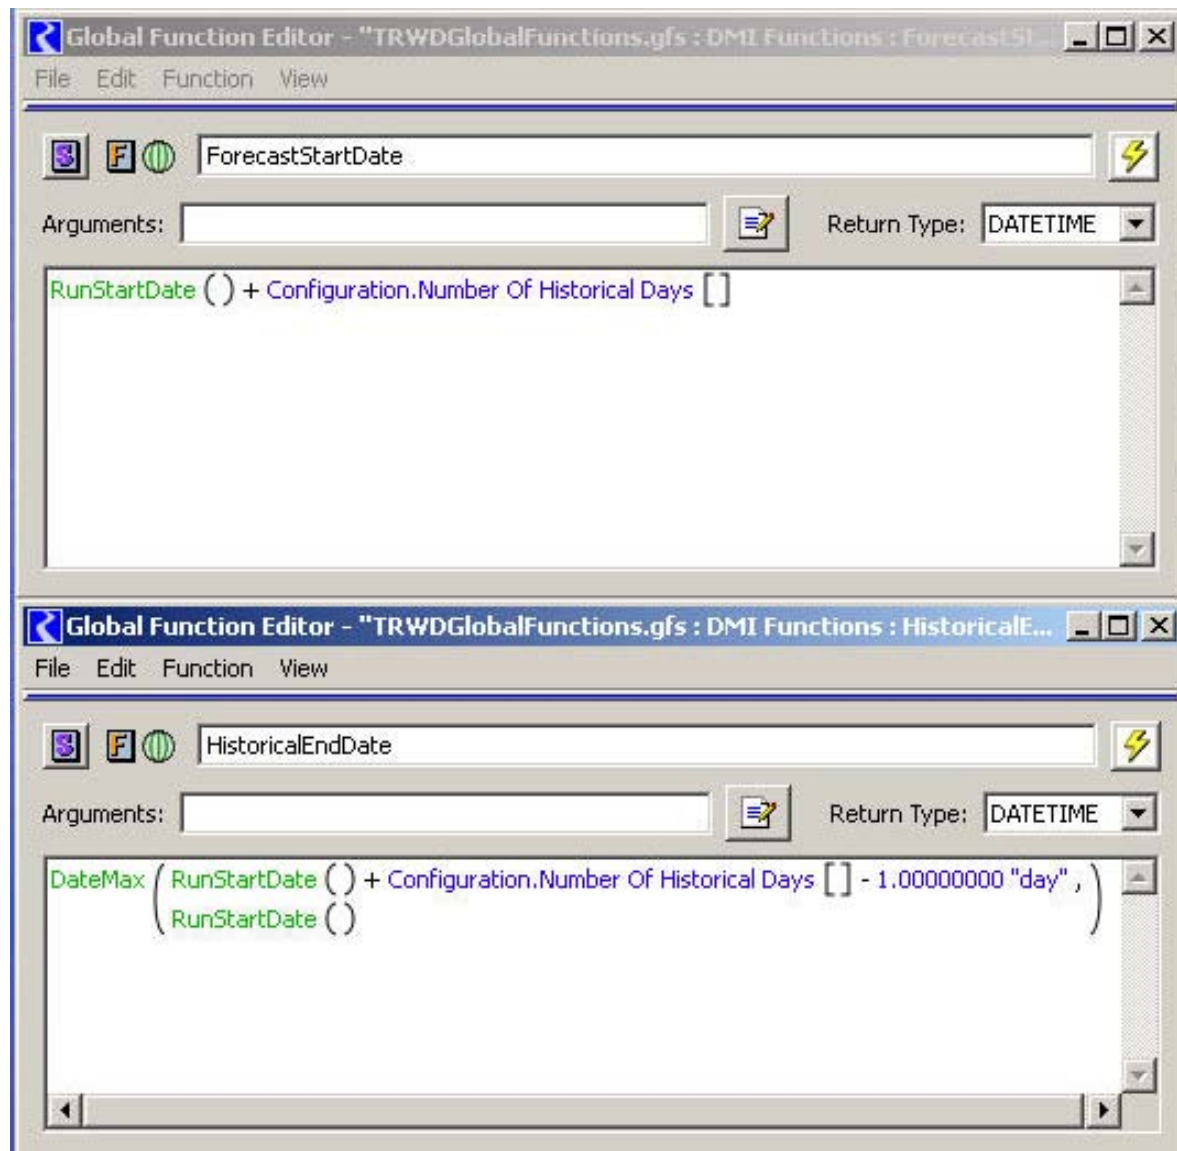 Global Function Editor - "TRWDGlobalFunctions.gfs : DMI Functions : ForecastSt...
File Edit Function View
S F ForecastStartDate
Arguments: Return Type: DATETIME
RunStartDate () + Configuration.Number Of Historical Days []
Global Function Editor - "TRWDGlobalFunctions.gfs : DMI Functions : HistoricalE...
File Edit Function View
S F HistoricalEndDate
Arguments: Return Type: DATETIME
DateMax ( RunStartDate () + Configuration.Number Of Historical Days [] - 1.00000000 "day" ,
RunStartDate () )